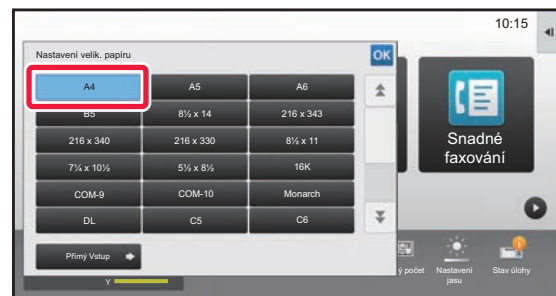 10:15
Nastavení velik. papíru
OK
A4
A5
A6
B5
8½ x 14
216 x 343
216 x 340
216 x 330
8½ x 11
7¼ x 10½
5½ x 8½
16K
COM-9
COM-10
Monarch
DL
C5
C6
Přímý Vstup
Snadné
faxování
ý počet
Nastavení
jasu
Stav úlohy
Y